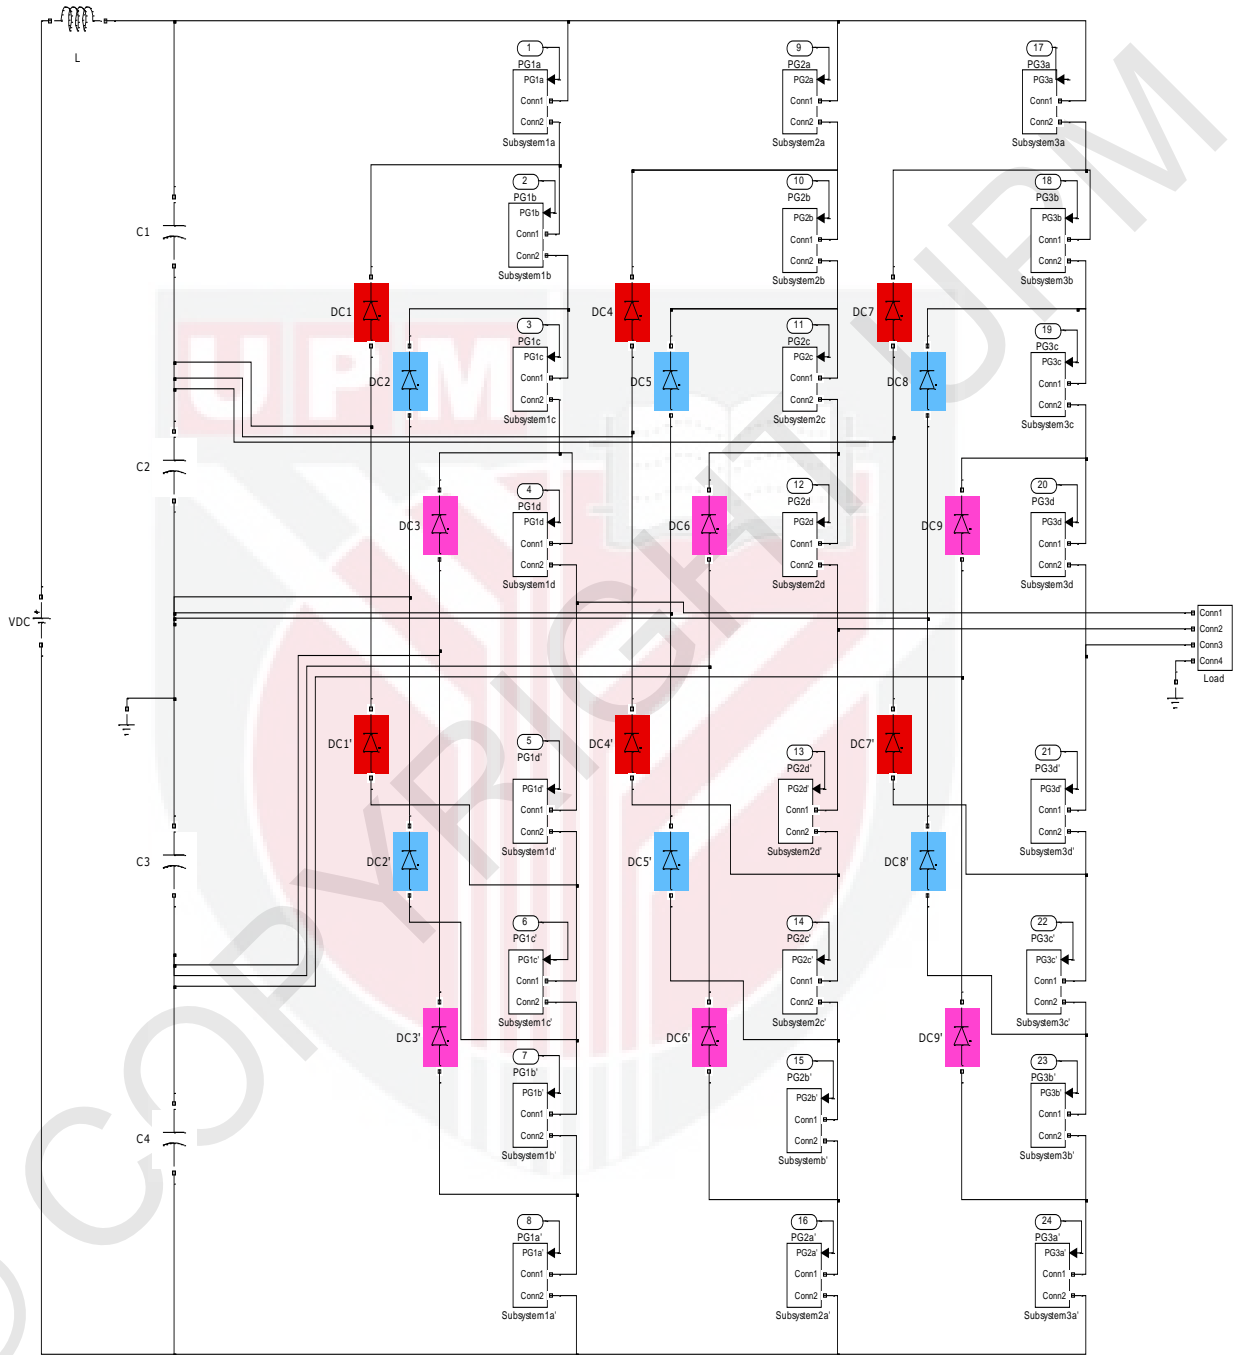 L
1
PG1a
PG1a
Conn1
Conn2
Subsystem1a
9
PG2a
PG2a
Conn1
Conn2
Subsystem2a
17
PG3a
PG3a
Conn1
Conn2
Subsystem3a
2
PG1b
PG1b
Conn1
Conn2
Subsystem1b
10
PG2b
PG2b
Conn1
Conn2
Subsystem2b
18
PG3b
PG3b
Conn1
Conn2
Subsystem3b
C1
DC1
DC4
DC7
3
PG1c
PG1c
Conn1
Conn2
Subsystem1c
11
PG2c
PG2c
Conn1
Conn2
Subsystem2c
19
PG3c
PG3c
Conn1
Conn2
Subsystem3c
DC2
DC5
DC8
UPM
C2
4
PG1d
PG1d
Conn1
Conn2
Subsystem1d
12
PG2d
PG2d
Conn1
Conn2
Subsystem2d
20
PG3d
PG3d
Conn1
Conn2
Subsystem3d
DC3
DC6
DC9
VDC
+
Conn1
Conn2
Conn3
Conn4
Load
DC1'
DC4'
DC7'
5
PG1d'
PG1d'
Conn1
Conn2
Subsystem1d'
13
PG2d'
PG2d'
Conn1
Conn2
Subsystem2d'
21
PG3d'
PG3d'
Conn1
Conn2
Subsystem3d'
C3
DC2'
DC5'
DC8'
6
PG1c'
PG1c'
Conn1
Conn2
Subsystem1c'
14
PG2c'
PG2c'
Conn1
Conn2
Subsystem2c'
22
PG3c'
PG3c'
Conn1
Conn2
Subsystem3c'
DC3'
DC6'
DC9'
7
PG1b'
PG1b'
Conn1
Conn2
Subsystem1b'
15
PG2b'
PG2b'
Conn1
Conn2
Subsystemb'
23
PG3b'
PG3b'
Conn1
Conn2
Subsystem3b'
C4
8
PG1a'
PG1a'
Conn1
Conn2
Subsystem1a'
16
PG2a'
PG2a'
Conn1
Conn2
Subsystem2a'
24
PG3a'
PG3a'
Conn1
Conn2
Subsystem3a'
COPYRIGHT UPM